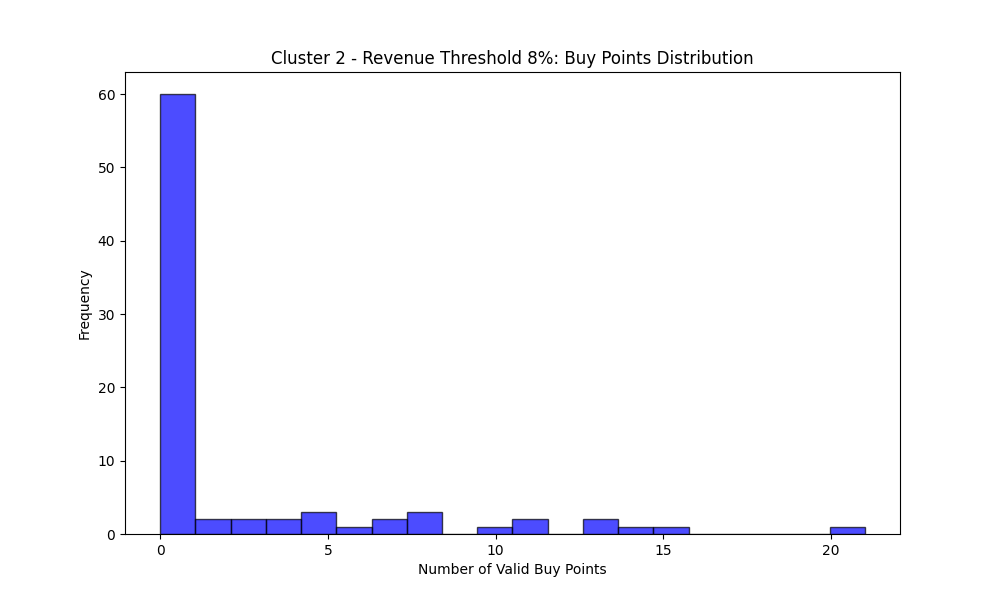 Cluster 2 - Revenue Threshold 8%: Buy Points Distribution
60
50
40
30
20
10
0
Frequency
0 5 10 15 20
Number of Valid Buy Points